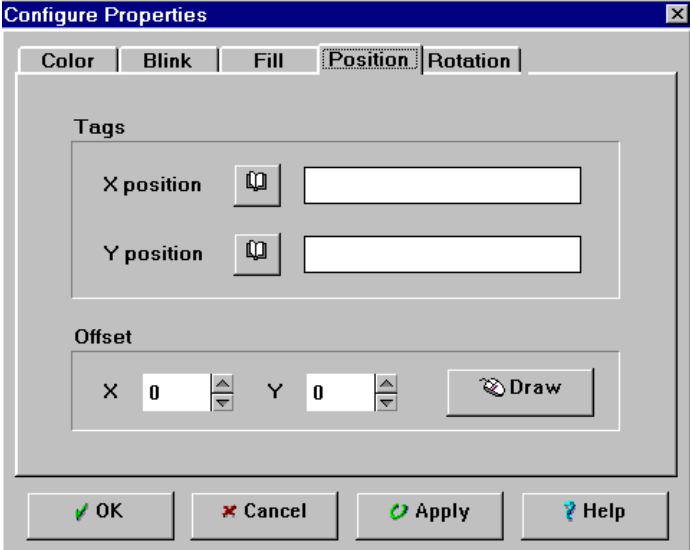 Configure Properties
Color Blink Fill Position Rotation
Tags
X position
Y position
Offset
X 0 Y 0 Draw
OK Cancel Apply Help